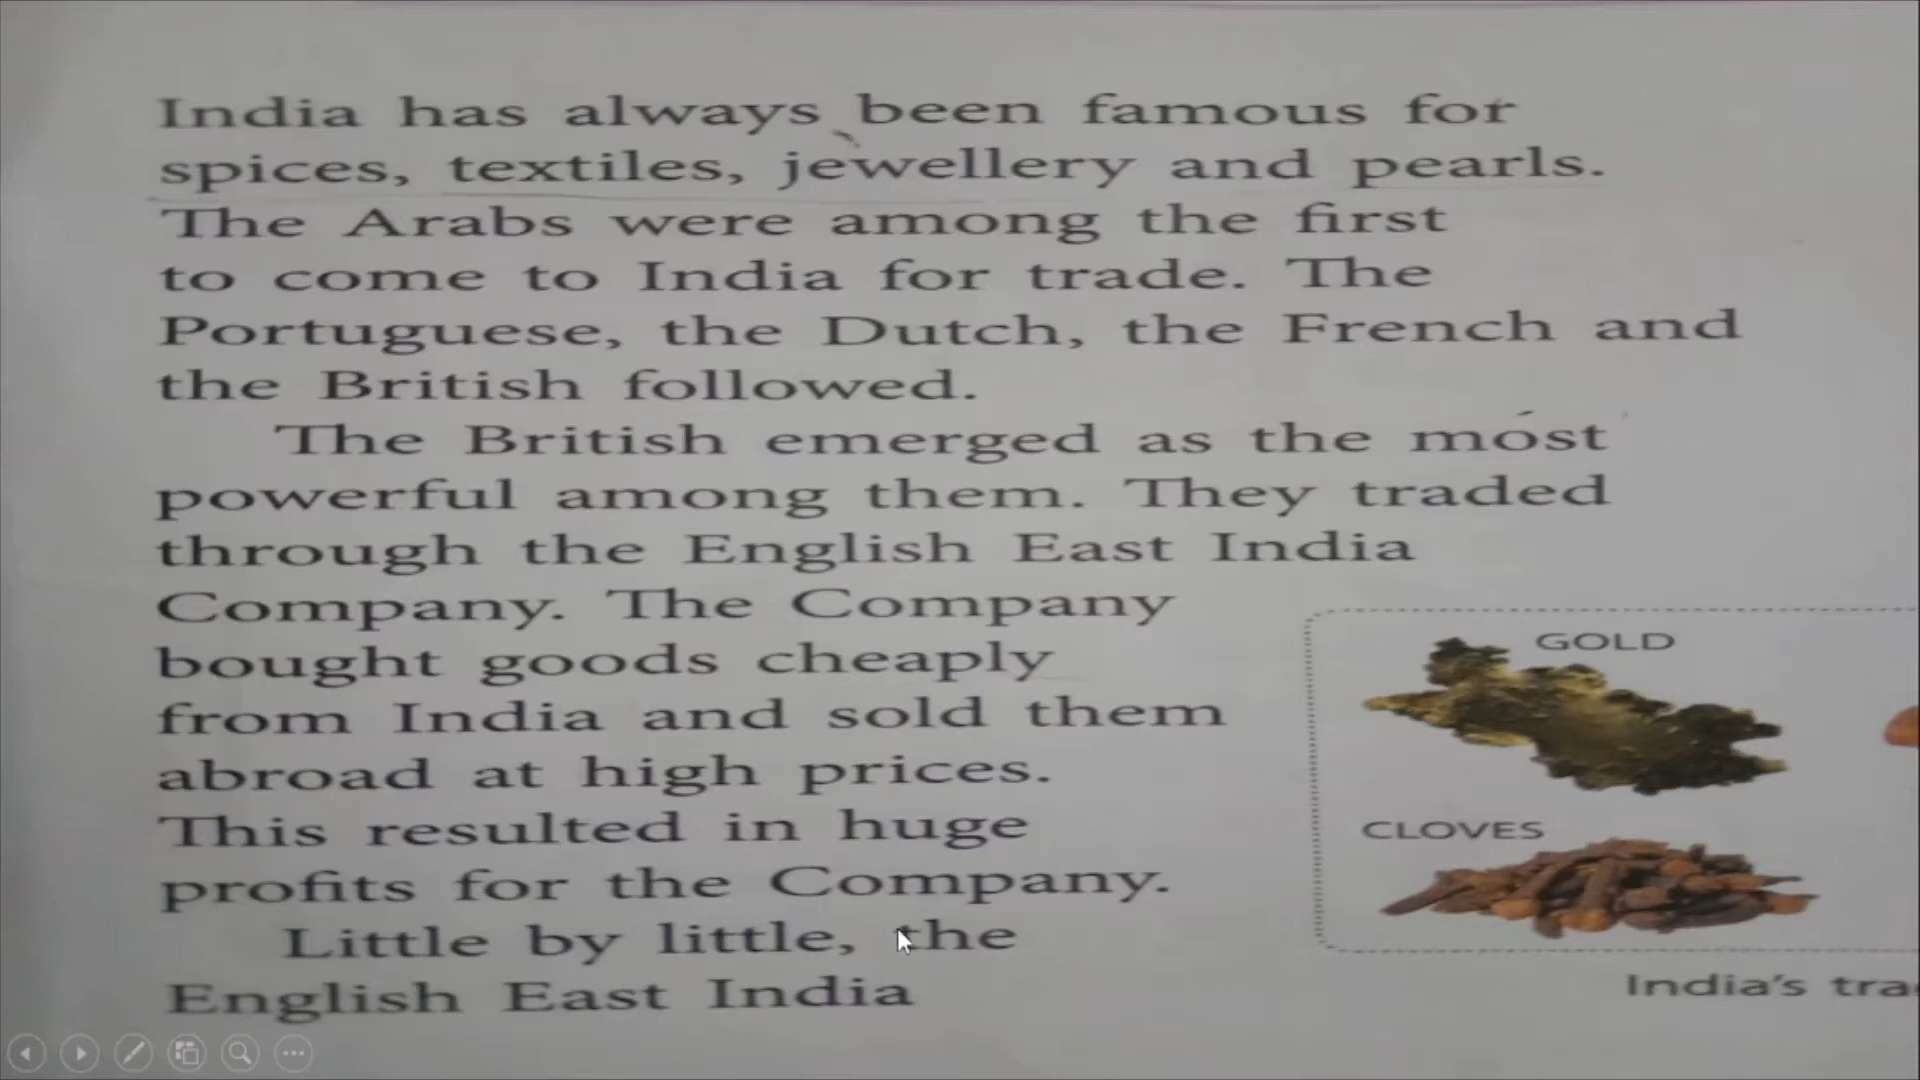 India has always been famous for
spices, textiles, jewellery and pearls.
The Arabs were among the first
to come to India for trade. The
Portuguese, the Dutch, the French and
the British followed.
The British emerged as the most
powerful among them. They traded
through the English East India
Company. The Company
bought goods cheaply
from India and sold them
abroad at high prices.
This resulted in huge
profits for the Company.
Little by little, the
English East India
GOLD
CLOVES
India's